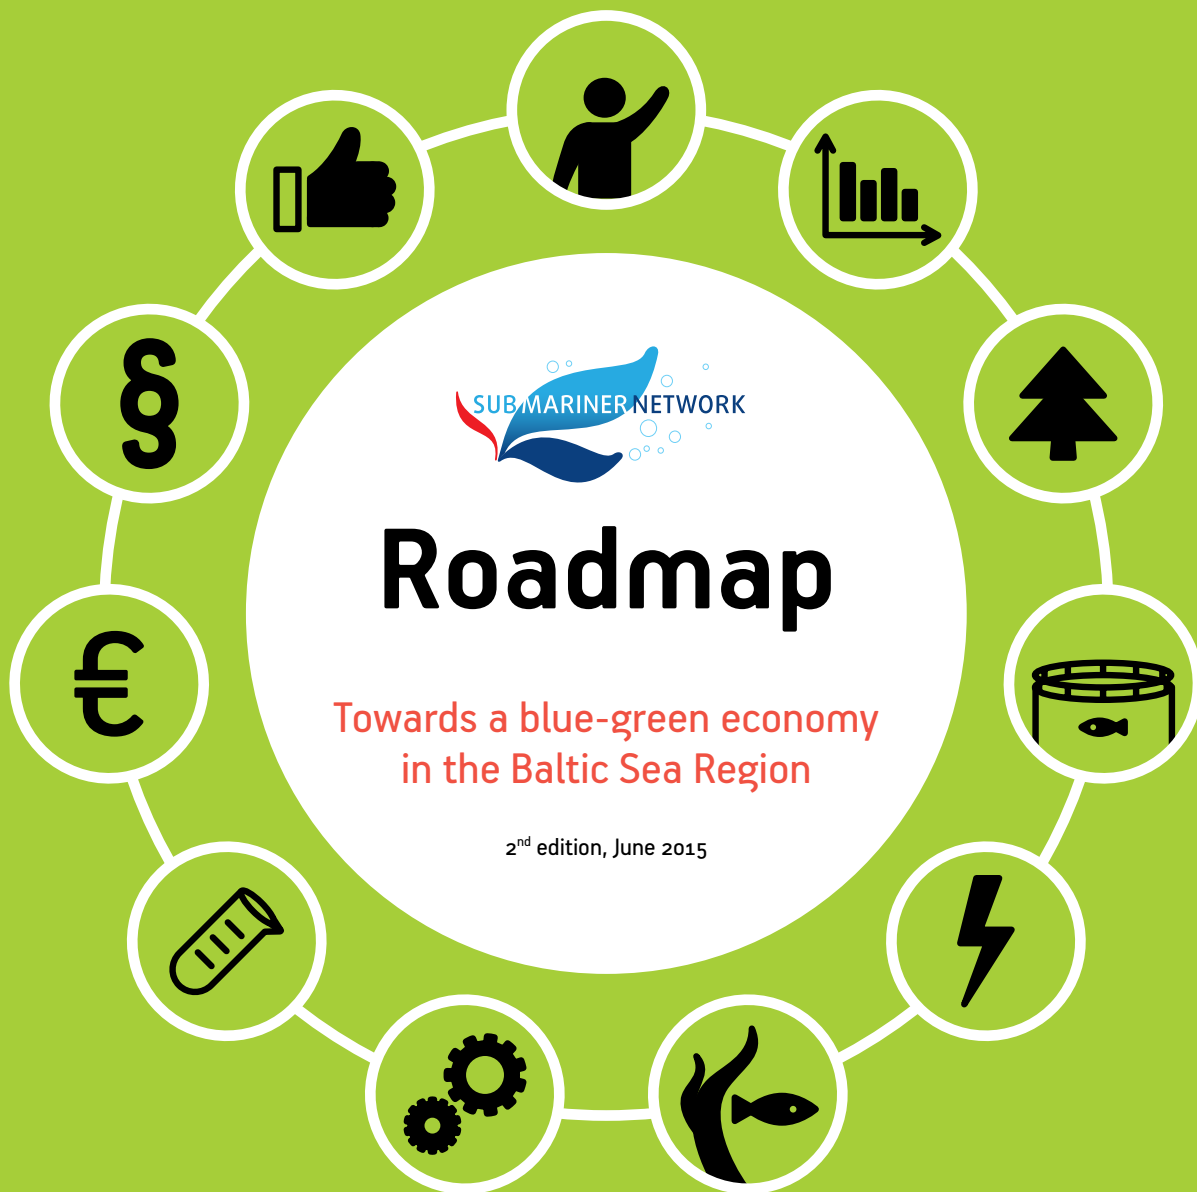 SUBMARINER NETWORK
Roadmap
Towards a blue-green economy
in the Baltic Sea Region
2nd edition, June 2015
§
€